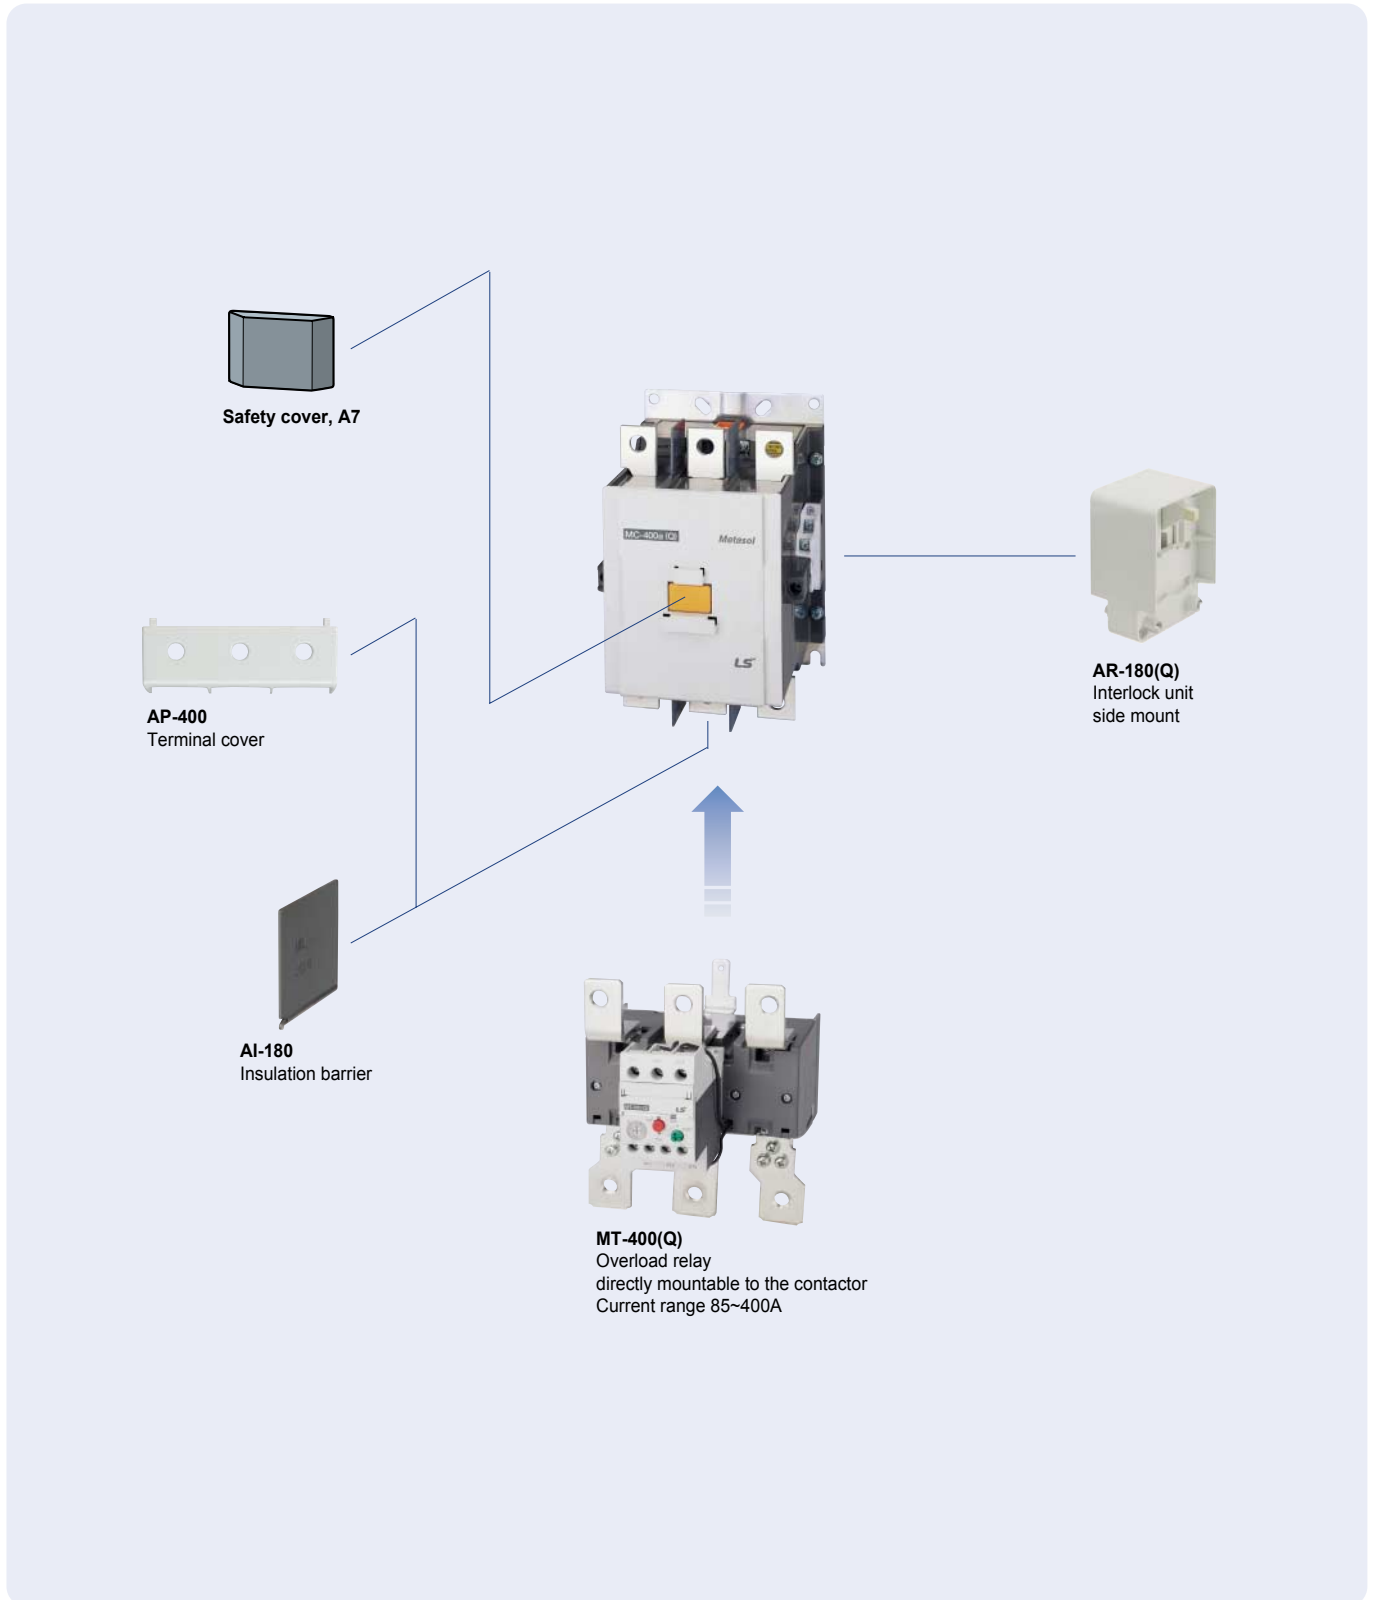 Safety cover, A7
MC-400a (Q)
Metasol
LS
AP-400
Terminal cover
AR-180(Q)
Interlock unit
side mount
AI-180
Insulation barrier
LS
MT-400(Q)
Overload relay
directly mountable to the contactor
Current range 85~400A